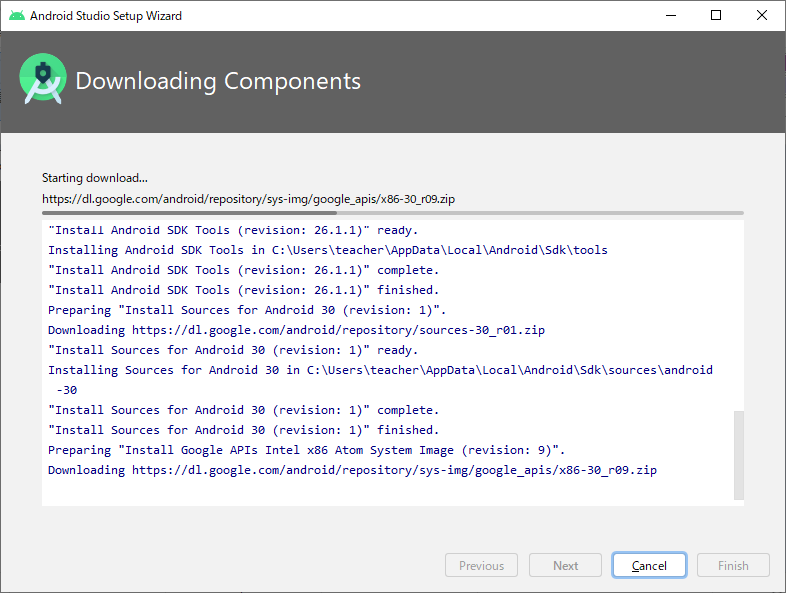 Android Studio Setup Wizard
Downloading Components
Starting download...
https://dl.google.com/android/repository/sys-img/google_apis/x86-30_r09.zip
"Install Android SDK Tools (revision: 26.1.1)" ready.
Installing Android SDK Tools in C:\Users\teacher\AppData\Local\Android\Sdk\tools
"Install Android SDK Tools (revision: 26.1.1)" complete.
"Install Android SDK Tools (revision: 26.1.1)" finished.
Preparing "Install Sources for Android 30 (revision: 1)".
Downloading https://dl.google.com/android/repository/sources-30_r01.zip
"Install Sources for Android 30 (revision: 1)" ready.
Installing Sources for Android 30 in C:\Users\teacher\AppData\Local\Android\Sdk\sources\android
-30
"Install Sources for Android 30 (revision: 1)" complete.
"Install Sources for Android 30 (revision: 1)" finished.
Preparing "Install Google APIs Intel x86 Atom System Image (revision: 9)".
Downloading https://dl.google.com/android/repository/sys-img/google_apis/x86-30_r09.zip
Previous
Next
Cancel
Finish